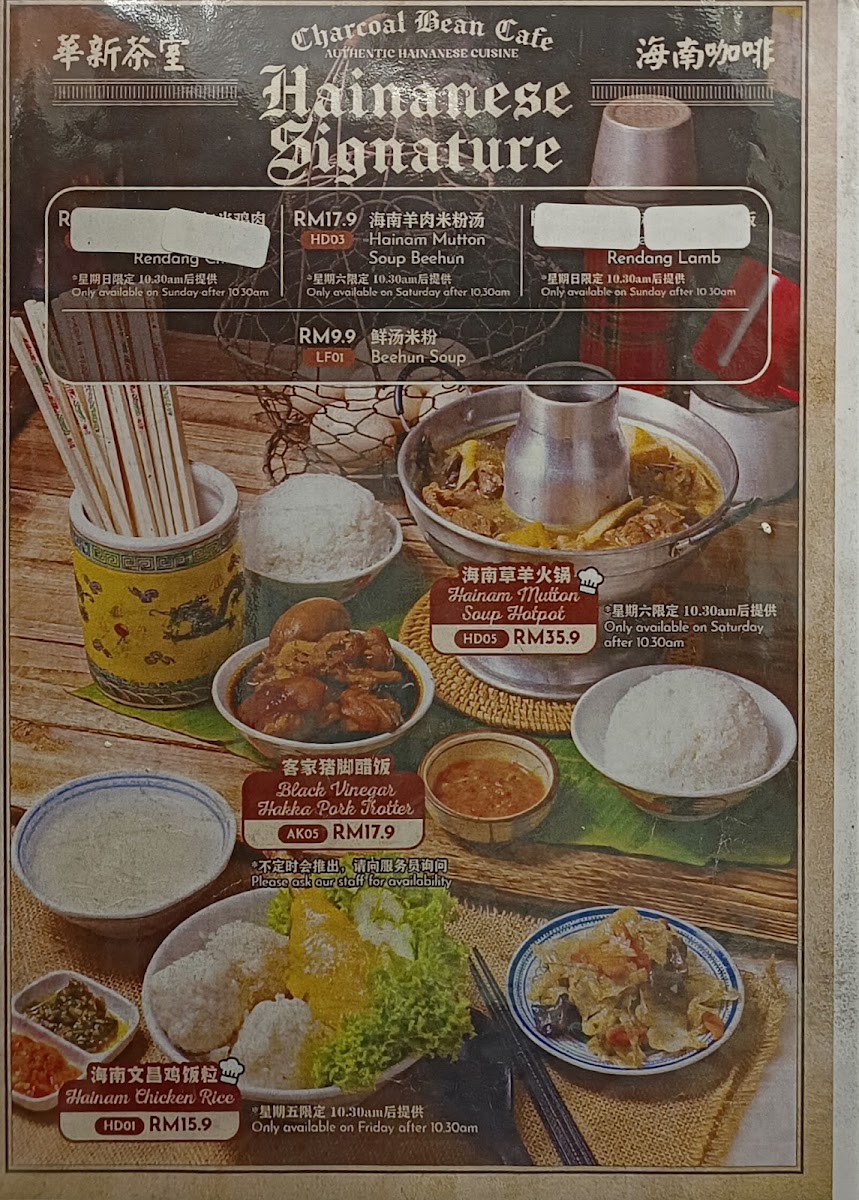 華新茶室
Charcoal Bean Cafe
AUTHENTIC HAINANESE CUISINE
海南咖啡
Hainanese
Signature
鸡肉
Rendang
*星期日限定 10.30am后提供
Only available on Sunday after 10.30am
RM17.9 海南羊肉米粉汤
HD03 Hainam Mutton
Soup Beehun
*星期六限定 10.30am后提供
Only available on Saturday after 10.30am
饭
Rendang Lamb
*星期日限定 10.30am后提供
Only available on Sunday after 10.30am
RM9.9 鲜汤米粉
LF01 Beehun Soup
海南草羊火锅
Hainam Mutton
Soup Hotpot
HD05 RM35.9
*星期六限定 10.30am后提供
Only available on Saturday
after 10.30am
客家猪脚醋饭
Black Vinegar
Hakka Pork Trotter
AK05 RM17.9
*不定时会推出，请向服务员询问
Please ask our staff for availability
海南文昌鸡饭粒
Hainam Chicken Rice
HD01 RM15.9
*星期五限定 10.30am后提供
Only available on Friday after 10.30am